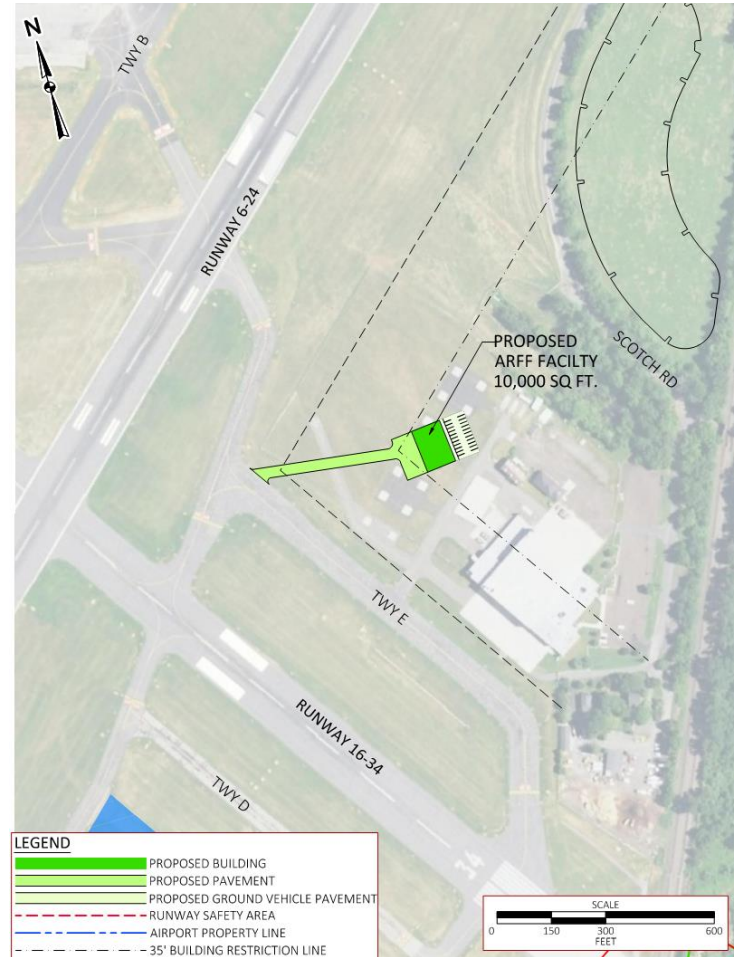 N
TWY B
RUNWAY 6-24
PROPOSED
ARFF FACILTY
10,000 SQ FT.
SCOTCH RD
TWY E
RUNWAY 16-34
TWY D
34
LEGEND
PROPOSED BUILDING
PROPOSED PAVEMENT
PROPOSED GROUND VEHICLE PAVEMENT
RUNWAY SAFETY AREA
AIRPORT PROPERTY LINE
35' BUILDING RESTRICTION LINE
SCALE
0 150 300 600
FEET